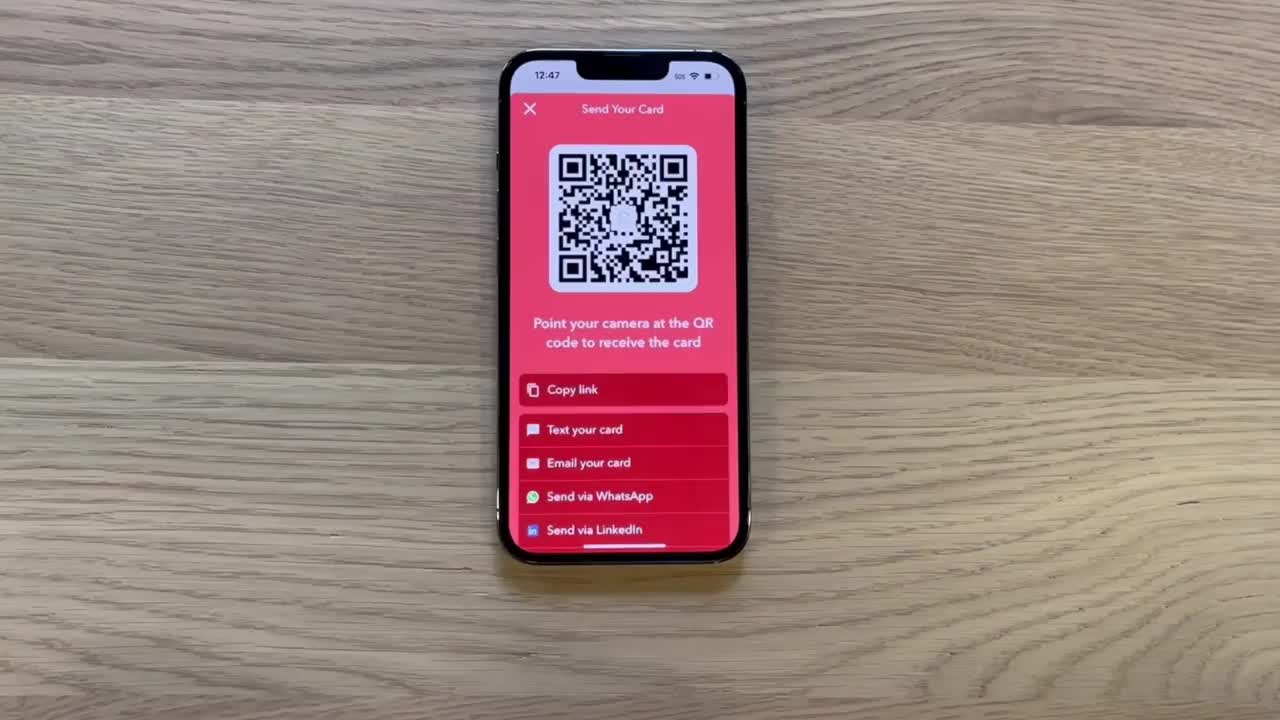 12:47
SOS
Send Your Card
Point your camera at the QR
code to receive the card
Copy link
Text your card
Email your card
Send via WhatsApp
Send via LinkedIn